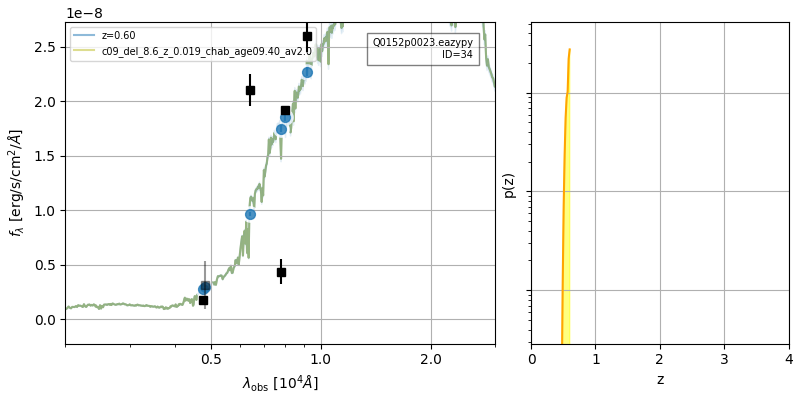 1e−8
z=0.60
c09_del_8.6_z_0.019_chab_age09.40_av2.0
Q0152p0023.eazypy
ID=34
2.5
2.0
1.5
1.0
0.5
0.0
f_λ [erg/s/cm²/Å]
0.5
1.0
2.0
λ_obs [10⁴Å]
p(z)
0
1
2
3
4
z